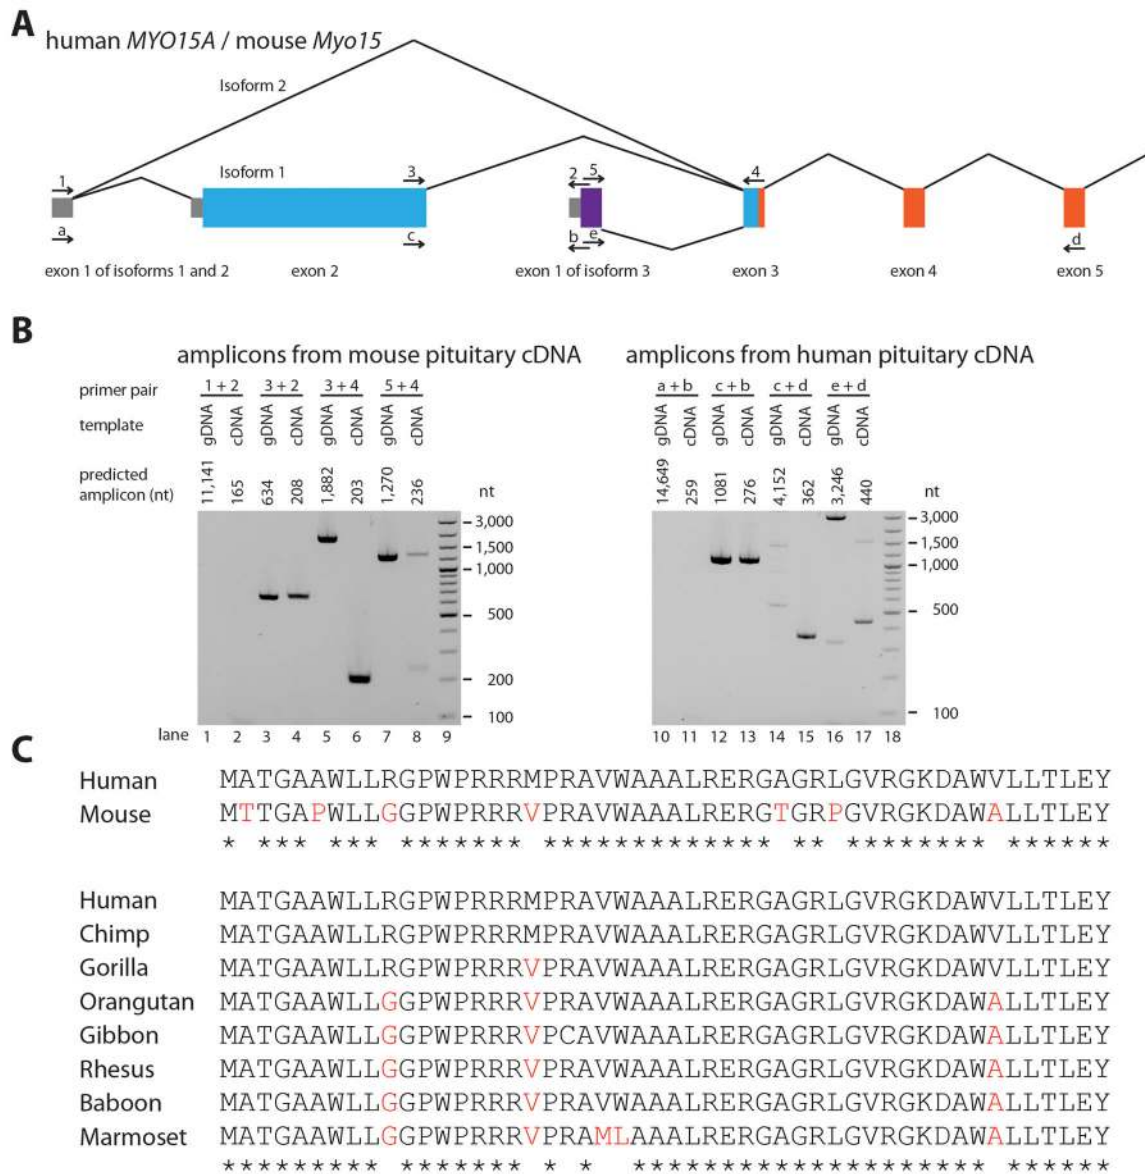 A
human MYO15A / mouse Myo15
Isoform 2
Isoform 1
1 3 2 5 4
a c b e d
exon 1 of isoforms 1 and 2 exon 2 exon 1 of isoform 3 exon 3 exon 4 exon 5
B
amplicons from mouse pituitary cDNA
primer pair 1 + 2 3 + 2 3 + 4 5 + 4
template gDNA cDNA gDNA cDNA gDNA cDNA gDNA cDNA
predicted
amplicon (nt) 11,141 165 634 208 1,882 203 1,270 236 nt
3,000
1,500
1,000
500
200
100
lane 1 2 3 4 5 6 7 8 9
amplicons from human pituitary cDNA
a + b c + b c + d e + d
gDNA cDNA gDNA cDNA gDNA cDNA gDNA cDNA
14,649 259 1081 276 4,152 362 3,246 440 nt
3,000
1,500
1,000
500
100
10 11 12 13 14 15 16 17 18
C
Human MATGAAWLLRGPWPRRRMPRAVWAAALRERGAGRLGVRGKDAWVLLTLEY
Mouse MTTGAPWLLGGPWPRRRVPRAVWAAALRERGTGRPGVRGKDAWALLTLEY
* *** *** ******* ************* ** ******** ******
Human MATGAAWLLRGPWPRRRMPRAVWAAALRERGAGRLGVRGKDAWVLLTLEY
Chimp MATGAAWLLRGPWPRRRMPRAVWAAALRERGAGRLGVRGKDAWVLLTLEY
Gorilla MATGAAWLLRGPWPRRRVPRAVWAAALRERGAGRLGVRGKDAWVLLTLEY
Orangutan MATGAAWLLGGPWPRRRVPRAVWAAALRERGAGRLGVRGKDAWALLTLEY
Gibbon MATGAAWLLGGPWPRRRVPCAVWAAALRERGAGRLGVRGKDAWALLTLEY
Rhesus MATGAAWLLGGPWPRRRVPRAVWAAALRERGAGRLGVRGKDAWALLTLEY
Baboon MATGAAWLLGGPWPRRRVPRAVWAAALRERGAGRLGVRGKDAWALLTLEY
Marmoset MATGAAWLLGGPWPRRRVPRAMLAAALRERGAGRLGVRGKDAWALLTLEY
********* ******* * * ******************** ******